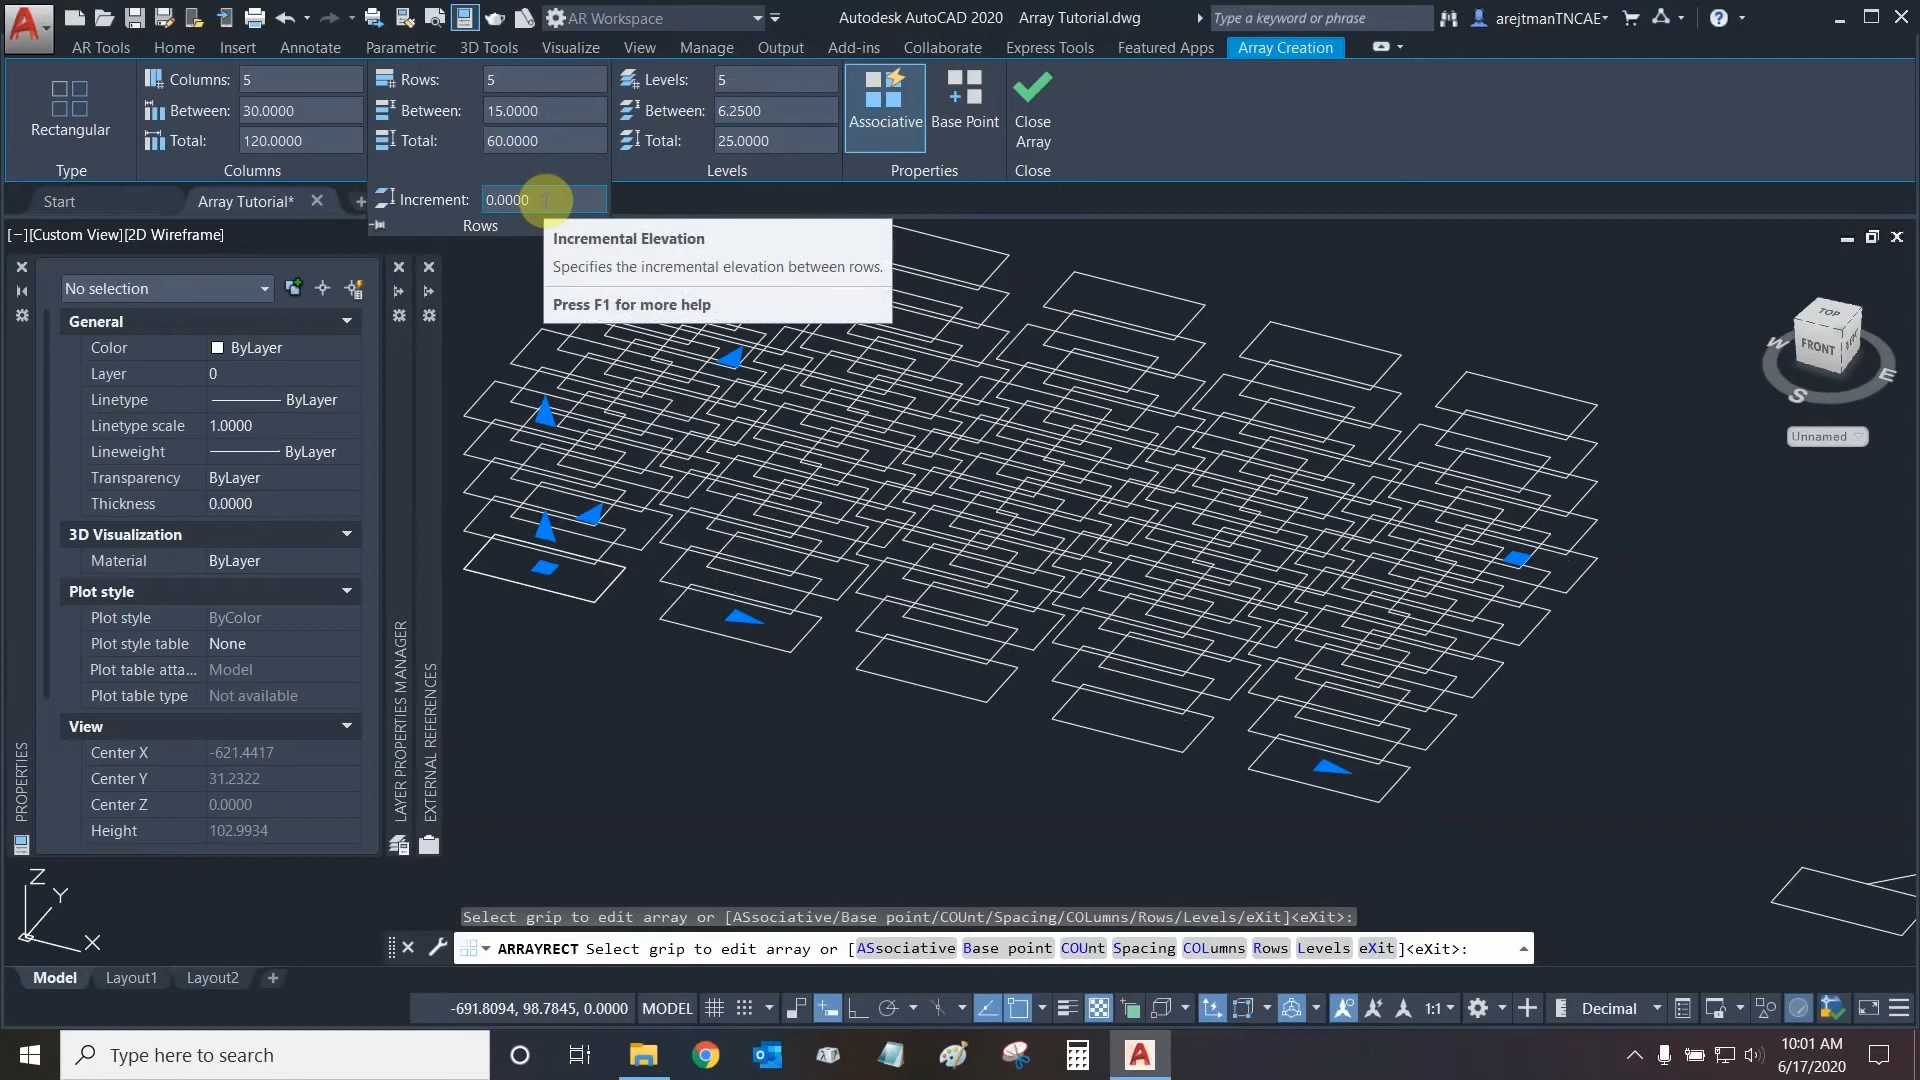 AR Workspace
Autodesk AutoCAD 2020 Array Tutorial.dwg
Type a keyword or phrase
arejtmanTNCAE
AR Tools Home Insert Annotate Parametric 3D Tools Visualize View Manage Output Add-ins Collaborate Express Tools Featured Apps Array Creation
Columns: 5
Between: 30.0000
Total: 120.0000
Rows: 5
Between: 15.0000
Total: 60.0000
Levels: 5
Between: 6.2500
Total: 25.0000
Rectangular
Associative
Base Point
Close
Array
Type
Columns
Levels
Properties
Close
Start
Array Tutorial*
Increment: 0.0000
Rows
Incremental Elevation
Specifies the incremental elevation between rows.
Press F1 for more help
[−][Custom View][2D Wireframe]
No selection
General
Color ByLayer
Layer 0
Linetype ByLayer
Linetype scale 1.0000
Lineweight ByLayer
Transparency ByLayer
Thickness 0.0000
3D Visualization
Material ByLayer
Plot style
Plot style ByColor
Plot style table None
Plot table atta... Model
Plot table type Not available
View
Center X -621.4417
Center Y 31.2322
Center Z 0.0000
Height 102.9934
PROPERTIES
LAYER PROPERTIES MANAGER
EXTERNAL REFERENCES
TOP
FRONT
W
S
E
Unnamed
Z
Y
X
Select grip to edit array or [ASsociative/Base point/COUnt/Spacing/COLumns/Rows/Levels/eXit]<eXit>:
ARRAYRECT Select grip to edit array or [ASsociative Base point COUnt Spacing COLumns Rows Levels eXit]<eXit>:
Model Layout1 Layout2
-691.8094, 98.7845, 0.0000 MODEL
1:1
Decimal
Type here to search
10:01 AM
6/17/2020